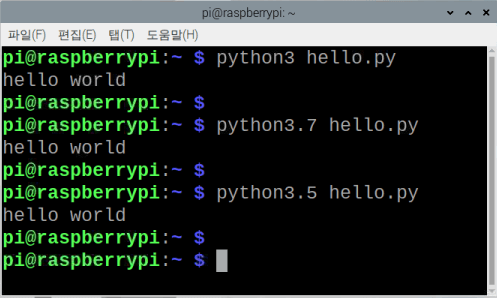 pi@raspberrypi: ~
파일(F) 편집(E) 탭(T) 도움말(H)
pi@raspberrypi:~ $ python3 hello.py
hello world
pi@raspberrypi:~ $
pi@raspberrypi:~ $ python3.7 hello.py
hello world
pi@raspberrypi:~ $
pi@raspberrypi:~ $ python3.5 hello.py
hello world
pi@raspberrypi:~ $
pi@raspberrypi:~ $